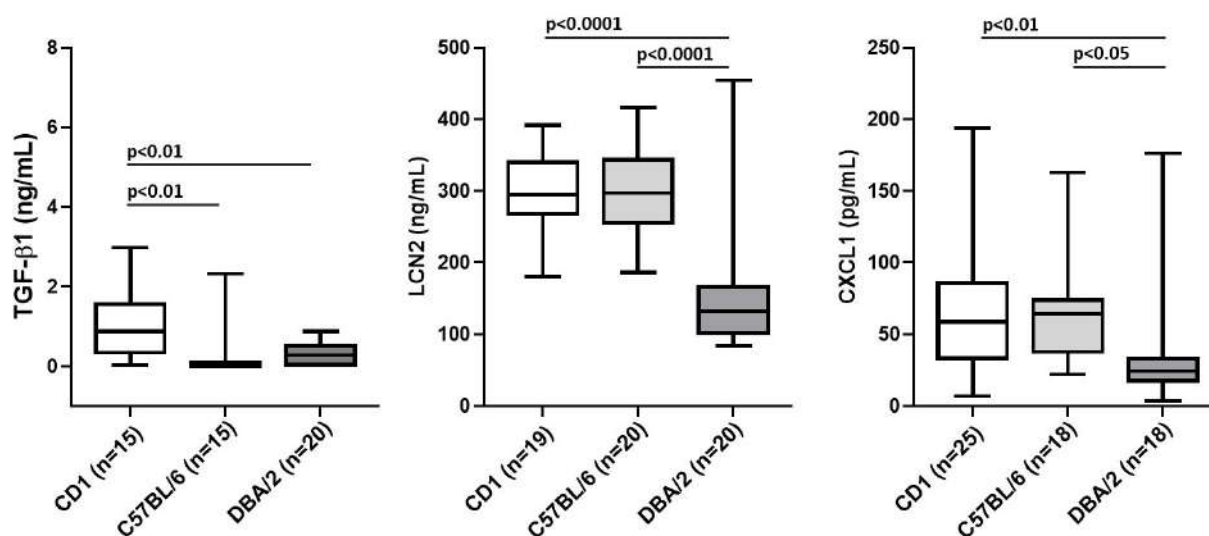 TGF-β1 (ng/mL)
8
6
4
2
0
p<0.01
p<0.01
CD1 (n=15)
C57BL/6 (n=15)
DBA/2 (n=20)
LCN2 (ng/mL)
500
400
300
200
100
0
p<0.0001
p<0.0001
CD1 (n=19)
C57BL/6 (n=20)
DBA/2 (n=20)
CXCL1 (pg/mL)
250
200
150
100
50
0
p<0.01
p<0.05
CD1 (n=25)
C57BL/6 (n=18)
DBA/2 (n=18)